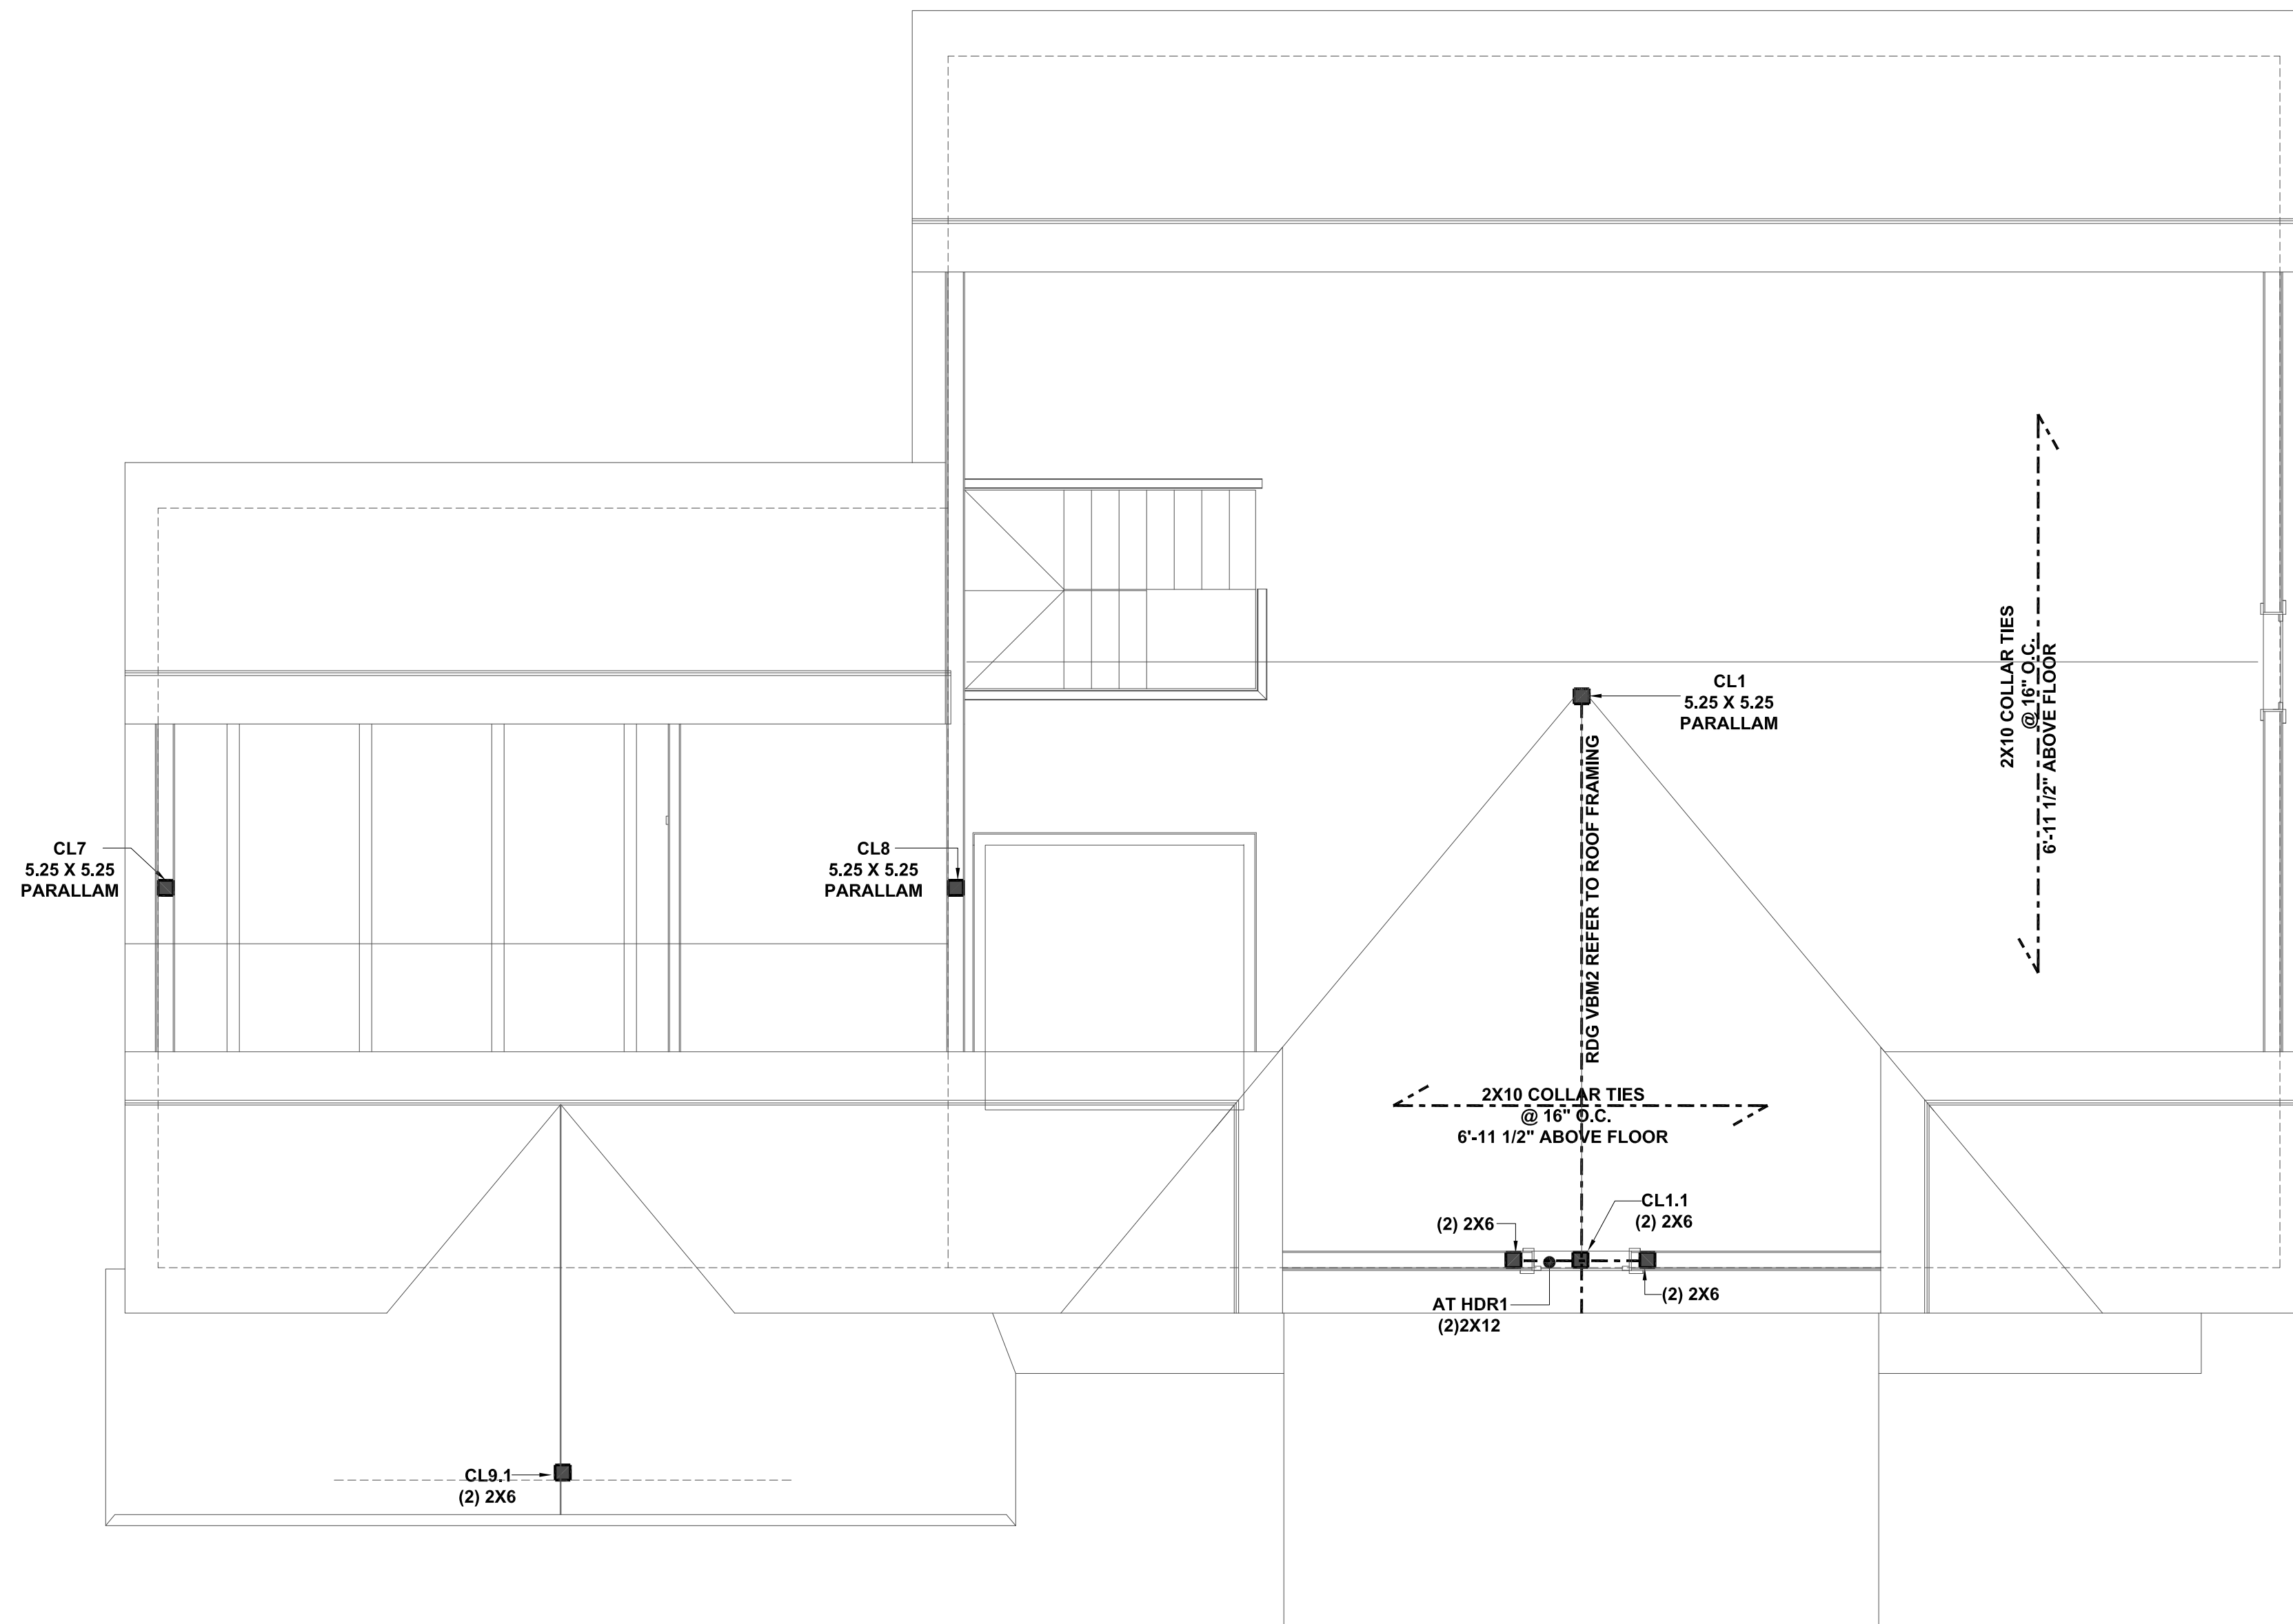 2X10 COLLAR TIES
@ 16" O.C.
6'-11 1/2" ABOVE FLOOR
CL1
5.25 X 5.25
PARALLAM
RDG VBM2 REFER TO ROOF FRAMING
CL7
5.25 X 5.25
PARALLAM
CL8
5.25 X 5.25
PARALLAM
2X10 COLLAR TIES
@ 16" O.C.
6'-11 1/2" ABOVE FLOOR
CL1.1
(2) 2X6
(2) 2X6
(2) 2X6
AT HDR1
(2)2X12
CL9.1
(2) 2X6